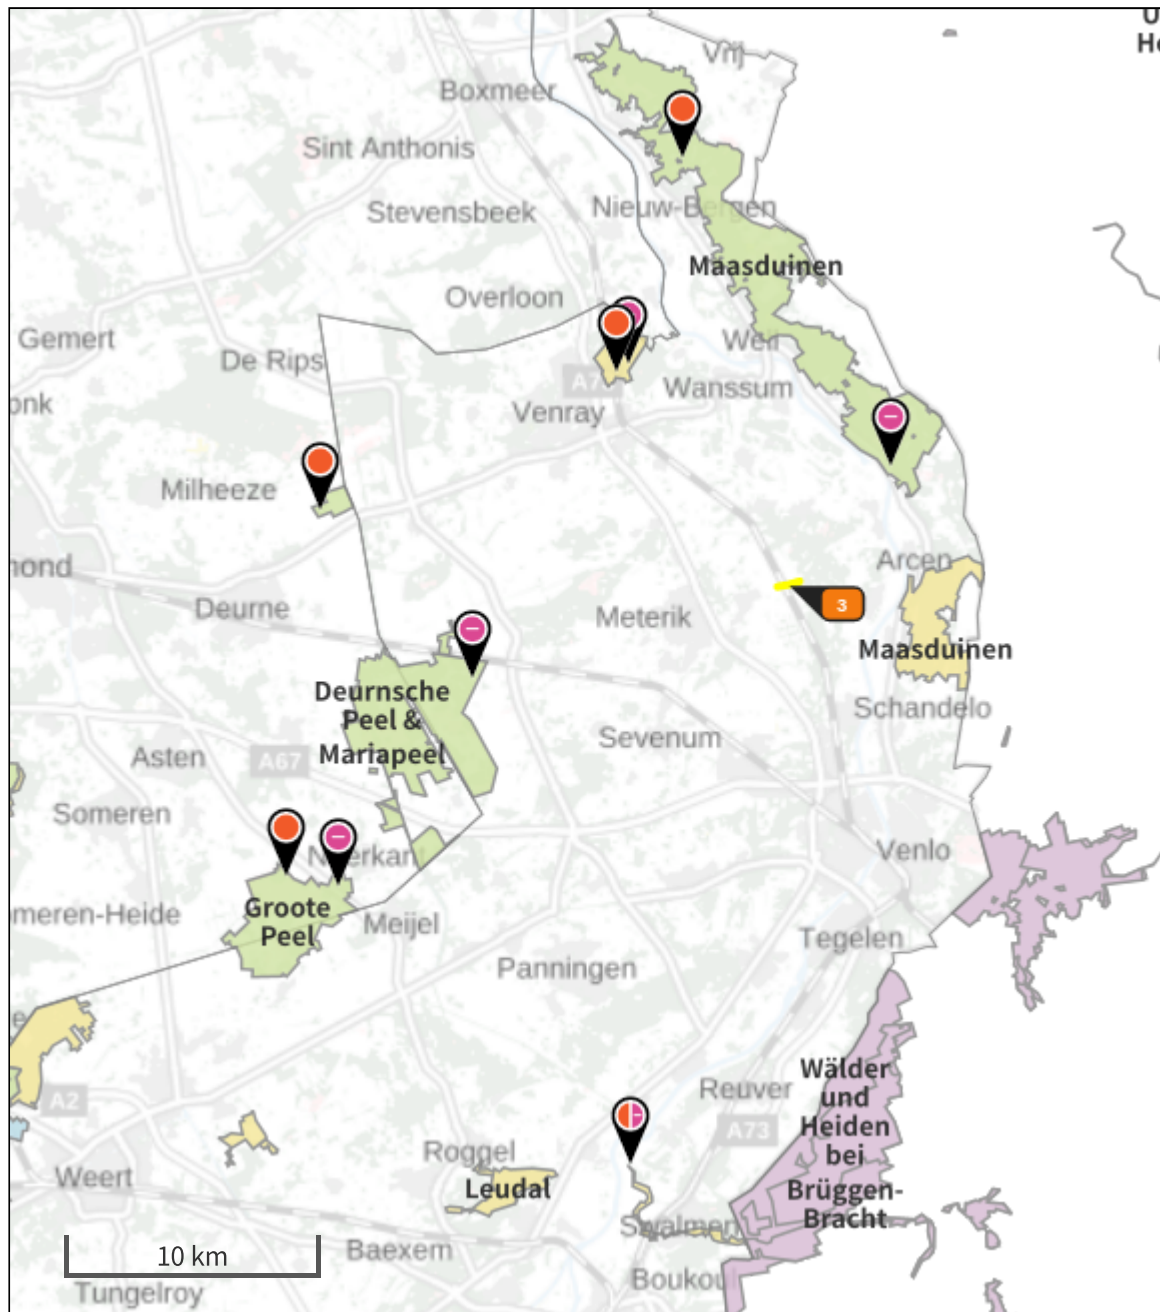 Vrij
Boxmeer
Sint Anthonis
Stevensbeek
Nieuw-Bergen
Maasduinen
Overloon
Gemert
De Rips
Well
Wanssum
Venray
Milheeze
Arcen
Deurne
Meterik
3
Maasduinen
Deurnsche
Peel &
Mariapeel
Schandelo
Sevenum
Asten
A67
Someren
Venlo
Groote
Peel
Meijel
Tegelen
Panningen
Wälder
und
Heiden
bei
Brüggen-
Bracht
Reuver
A2
A73
Roggel
Weert
Leudal
Swalmen
10 km
Baexem
Tungelroy